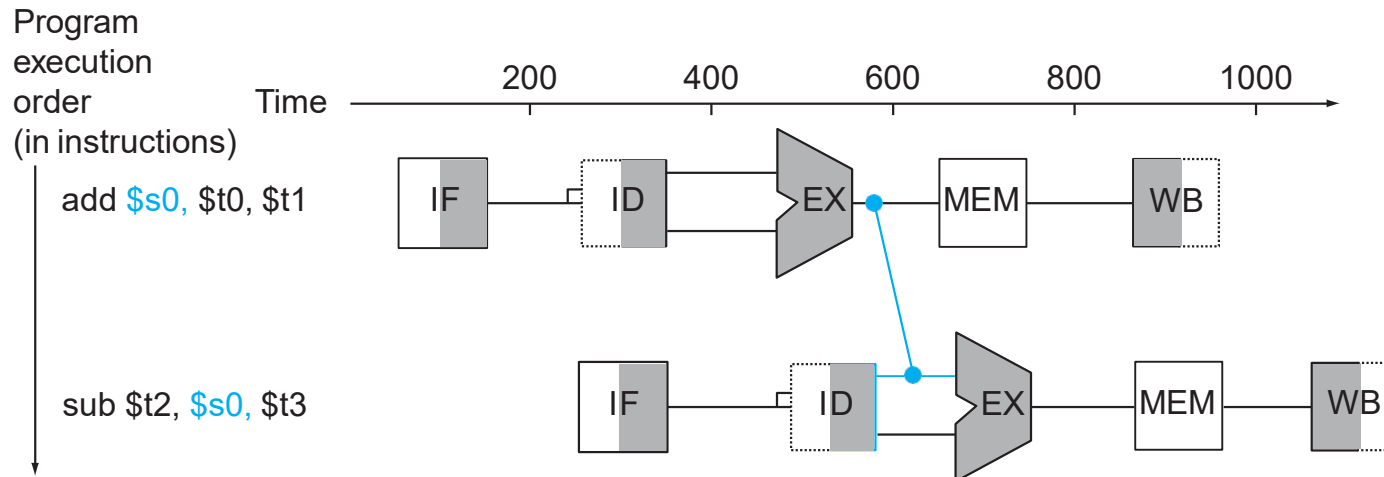 Program
execution
order
(in instructions)
Time
200 400 600 800 1000
add $s0, $t0, $t1
IF ID EX MEM WB
sub $t2, $s0, $t3
IF ID EX MEM WB